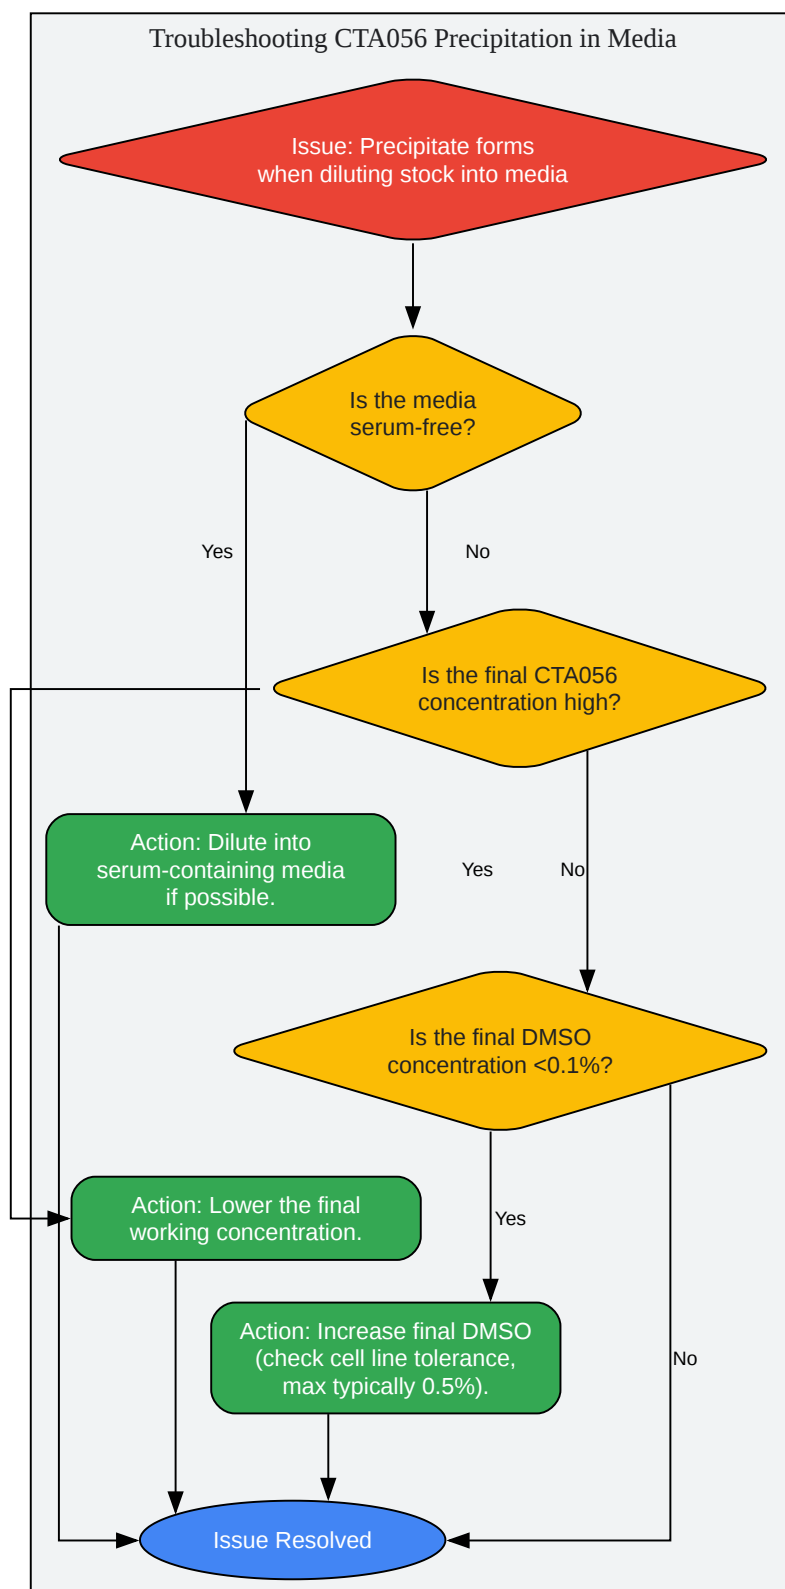 Troubleshooting CTA056 Precipitation in Media
Issue: Precipitate forms
when diluting stock into media
Is the media
serum-free?
Yes
No
Is the final CTA056
concentration high?
Action: Dilute into
serum-containing media
if possible.
Yes
No
Is the final DMSO
concentration <0.1%?
Action: Lower the final
working concentration.
Yes
Action: Increase final DMSO
(check cell line tolerance,
max typically 0.5%).
No
Issue Resolved